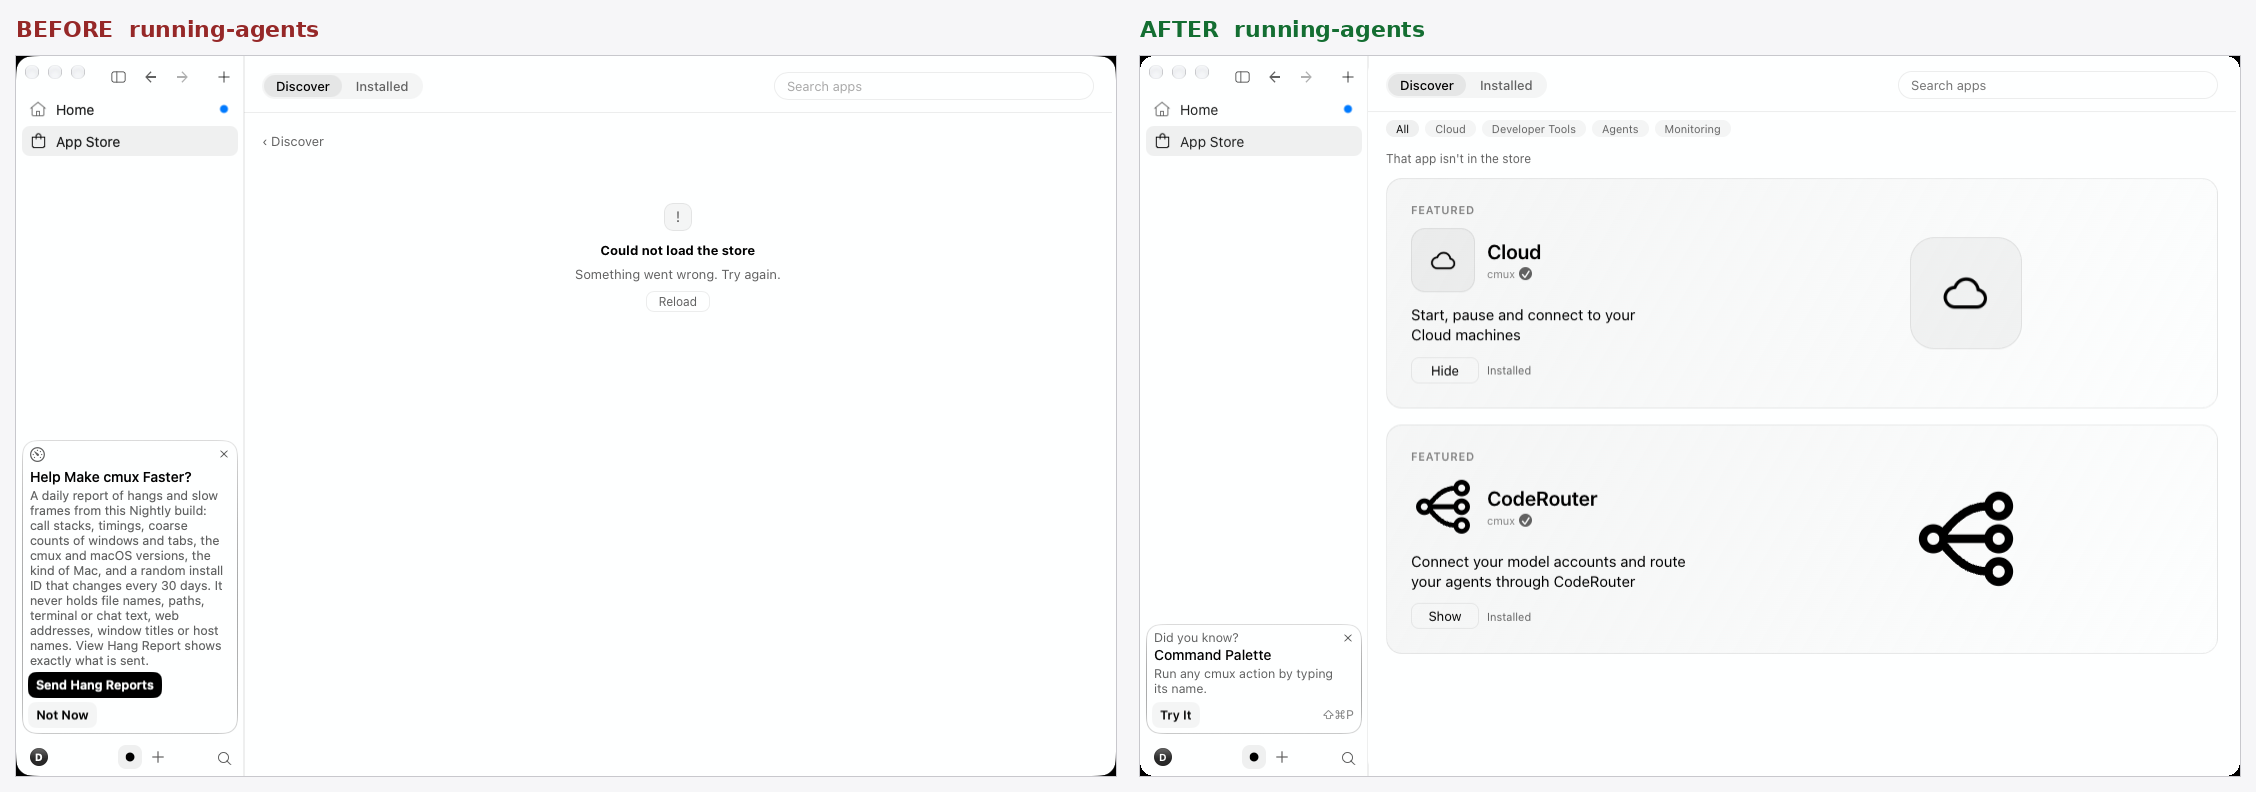 BEFORE running-agents
Home
App Store
Discover
Installed
Search apps
‹ Discover
!
Could not load the store
Something went wrong. Try again.
Reload
Help Make cmux Faster?
A daily report of hangs and slow
frames from this Nightly build:
call stacks, timings, coarse
counts of windows and tabs, the
cmux and macOS versions, the
kind of Mac, and a random install
ID that changes every 30 days. It
never holds file names, paths,
terminal or chat text, web
addresses, window titles or host
names. View Hang Report shows
exactly what is sent.
Send Hang Reports
Not Now
D
AFTER running-agents
Home
App Store
Discover
Installed
Search apps
All
Cloud
Developer Tools
Agents
Monitoring
That app isn't in the store
FEATURED
Cloud
cmux
Start, pause and connect to your
Cloud machines
Hide
Installed
FEATURED
CodeRouter
cmux
Connect your model accounts and route
your agents through CodeRouter
Show
Installed
Did you know?
Command Palette
Run any cmux action by typing
its name.
Try It
⇧⌘P
D